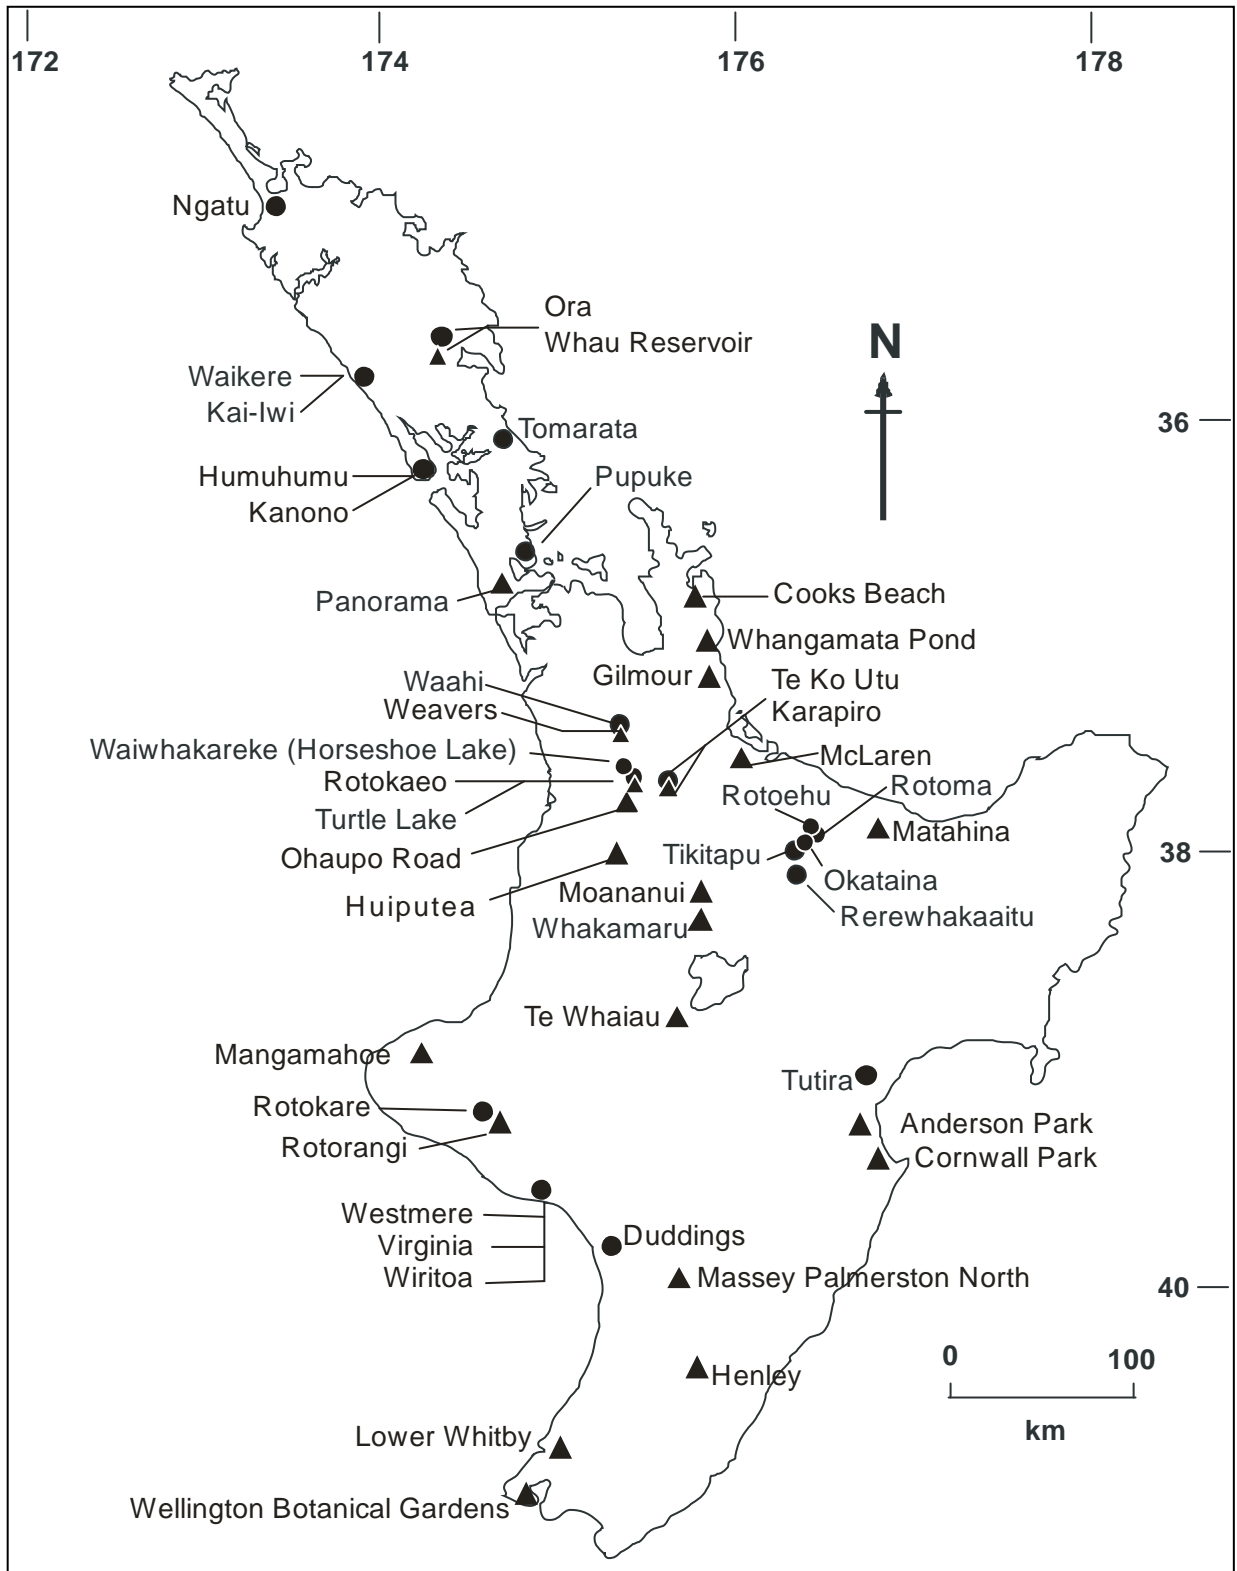 172
174
176
178
Ngatu
Ora
Whau Reservoir
N
Waikere
Kai-Iwi
36
Tomarata
Humuhumu
Kanono
Pupuke
Panorama
Cooks Beach
Whangamata Pond
Gilmour
Te Ko Utu
Karapiro
Waahi
Weavers
Waiwhakareke (Horseshoe Lake)
Rotokaeo
Turtle Lake
Ohaupo Road
Huiputea
McLaren
Rotoma
Rotoehu
Matahina
Tikitapu
38
Okataina
Rerewhakaaitu
Moananui
Whakamaru
Te Whaiau
Mangamahoe
Tutira
Rotokare
Rotorangi
Anderson Park
Cornwall Park
Westmere
Virginia
Wiritoa
Duddings
Massey Palmerston North
40
0
100
km
Henley
Lower Whitby
Wellington Botanical Gardens